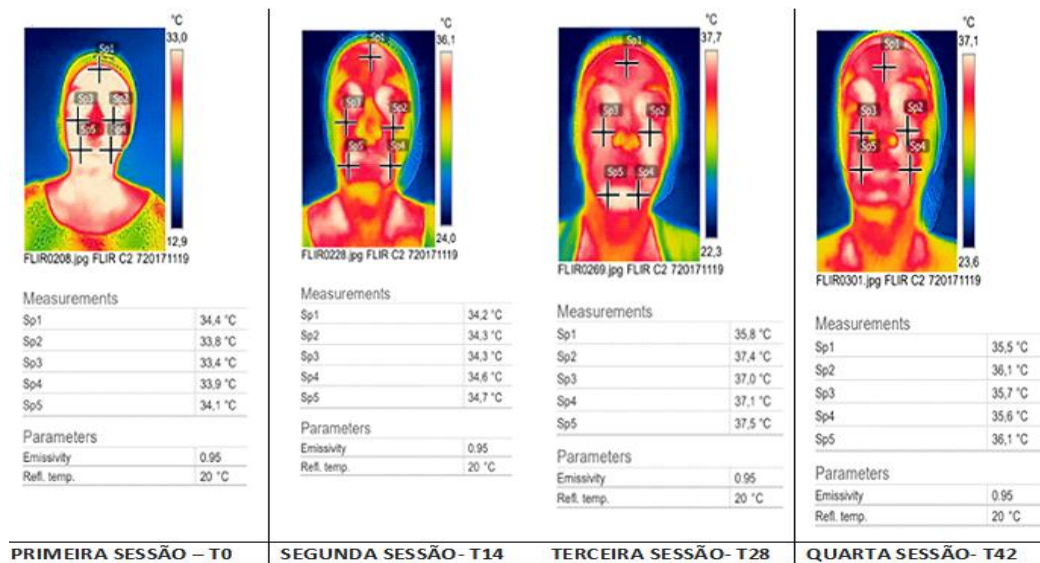 °C
33,0
Sp1
Sp3 Sp2
Sp5 Sp4
12,9
FLIR0208.jpg FLIR C2 720171119
Measurements
Sp1 34,4 °C
Sp2 33,8 °C
Sp3 33,4 °C
Sp4 33,9 °C
Sp5 34,1 °C
Parameters
Emissivity 0.95
Refl. temp. 20 °C
PRIMEIRA SESSÃO – T0
°C
36,1
Sp1
Sp3 Sp2
Sp5 Sp4
24,0
FLIR0228.jpg FLIR C2 720171119
Measurements
Sp1 34,2 °C
Sp2 34,3 °C
Sp3 34,3 °C
Sp4 34,6 °C
Sp5 34,7 °C
Parameters
Emissivity 0.95
Refl. temp. 20 °C
SEGUNDA SESSÃO- T14
°C
37,7
Sp1
Sp3 Sp2
Sp5 Sp4
22,3
FLIR0269.jpg FLIR C2 720171119
Measurements
Sp1 35,8 °C
Sp2 37,4 °C
Sp3 37,0 °C
Sp4 37,1 °C
Sp5 37,5 °C
Parameters
Emissivity 0.95
Refl. temp. 20 °C
TERCEIRA SESSÃO- T28
°C
37,1
Sp1
Sp3 Sp2
Sp5 Sp4
23,6
FLIR0301.jpg FLIR C2 720171119
Measurements
Sp1 35,5 °C
Sp2 36,1 °C
Sp3 35,7 °C
Sp4 35,6 °C
Sp5 36,1 °C
Parameters
Emissivity 0.95
Refl. temp. 20 °C
QUARTA SESSÃO- T42